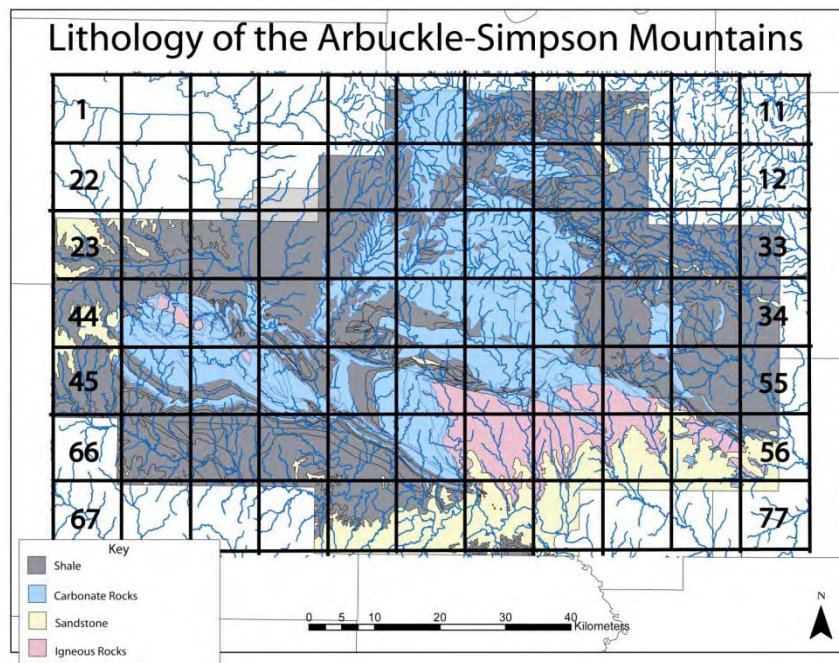 Lithology of the Arbuckle-Simpson Mountains
1 11
22 12
23 33
44 34
45 55
66 56
67 77
Key
Shale
Carbonate Rocks
Sandstone
Igneous Rocks
0 5 10 20 30 40
Kilometers
N